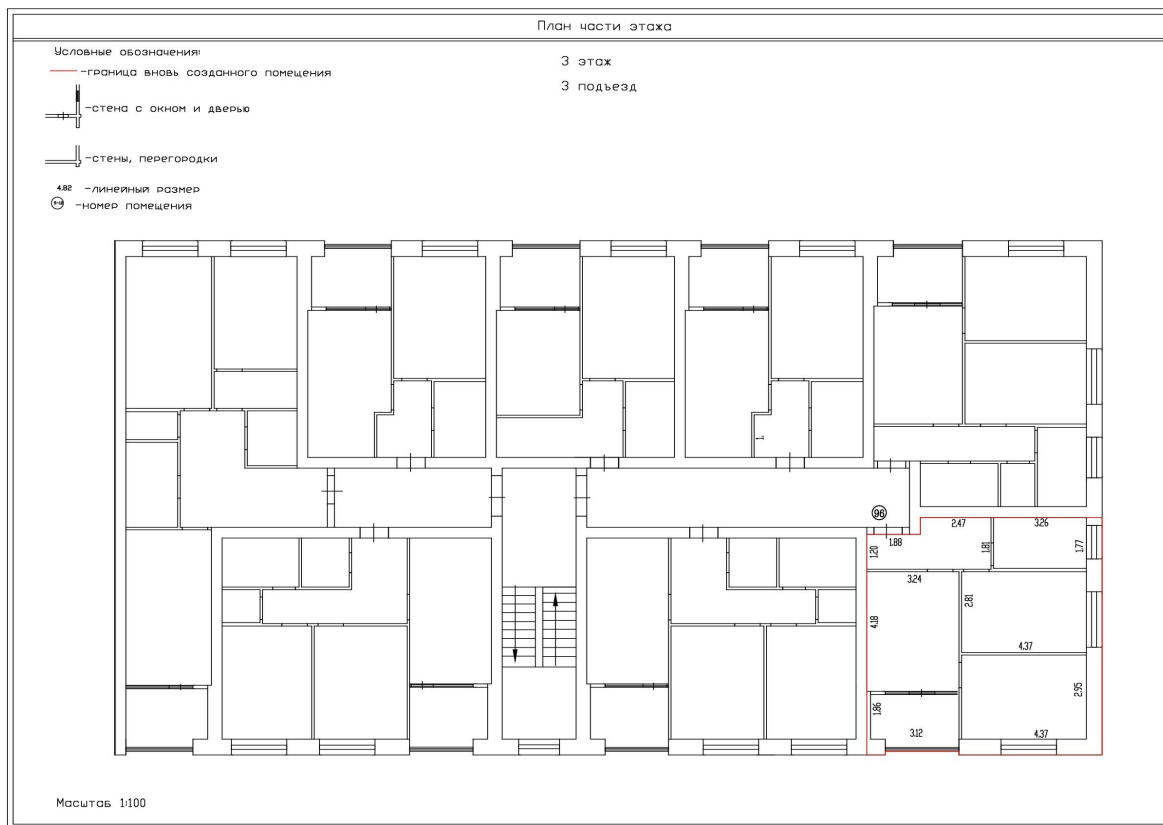 План части этажа
Условные обозначения:
-граница вновь созданного помещения
-стена с окном и дверью
-стены, перегородки
4.82 -линейный размер
-номер помещения
3 этаж
3 подъезд
96
2.47
3.26
1.20
1.88
1.81
1.77
3.24
2.81
4.18
4.37
2.95
1.86
3.12
4.37
Масштаб 1:100